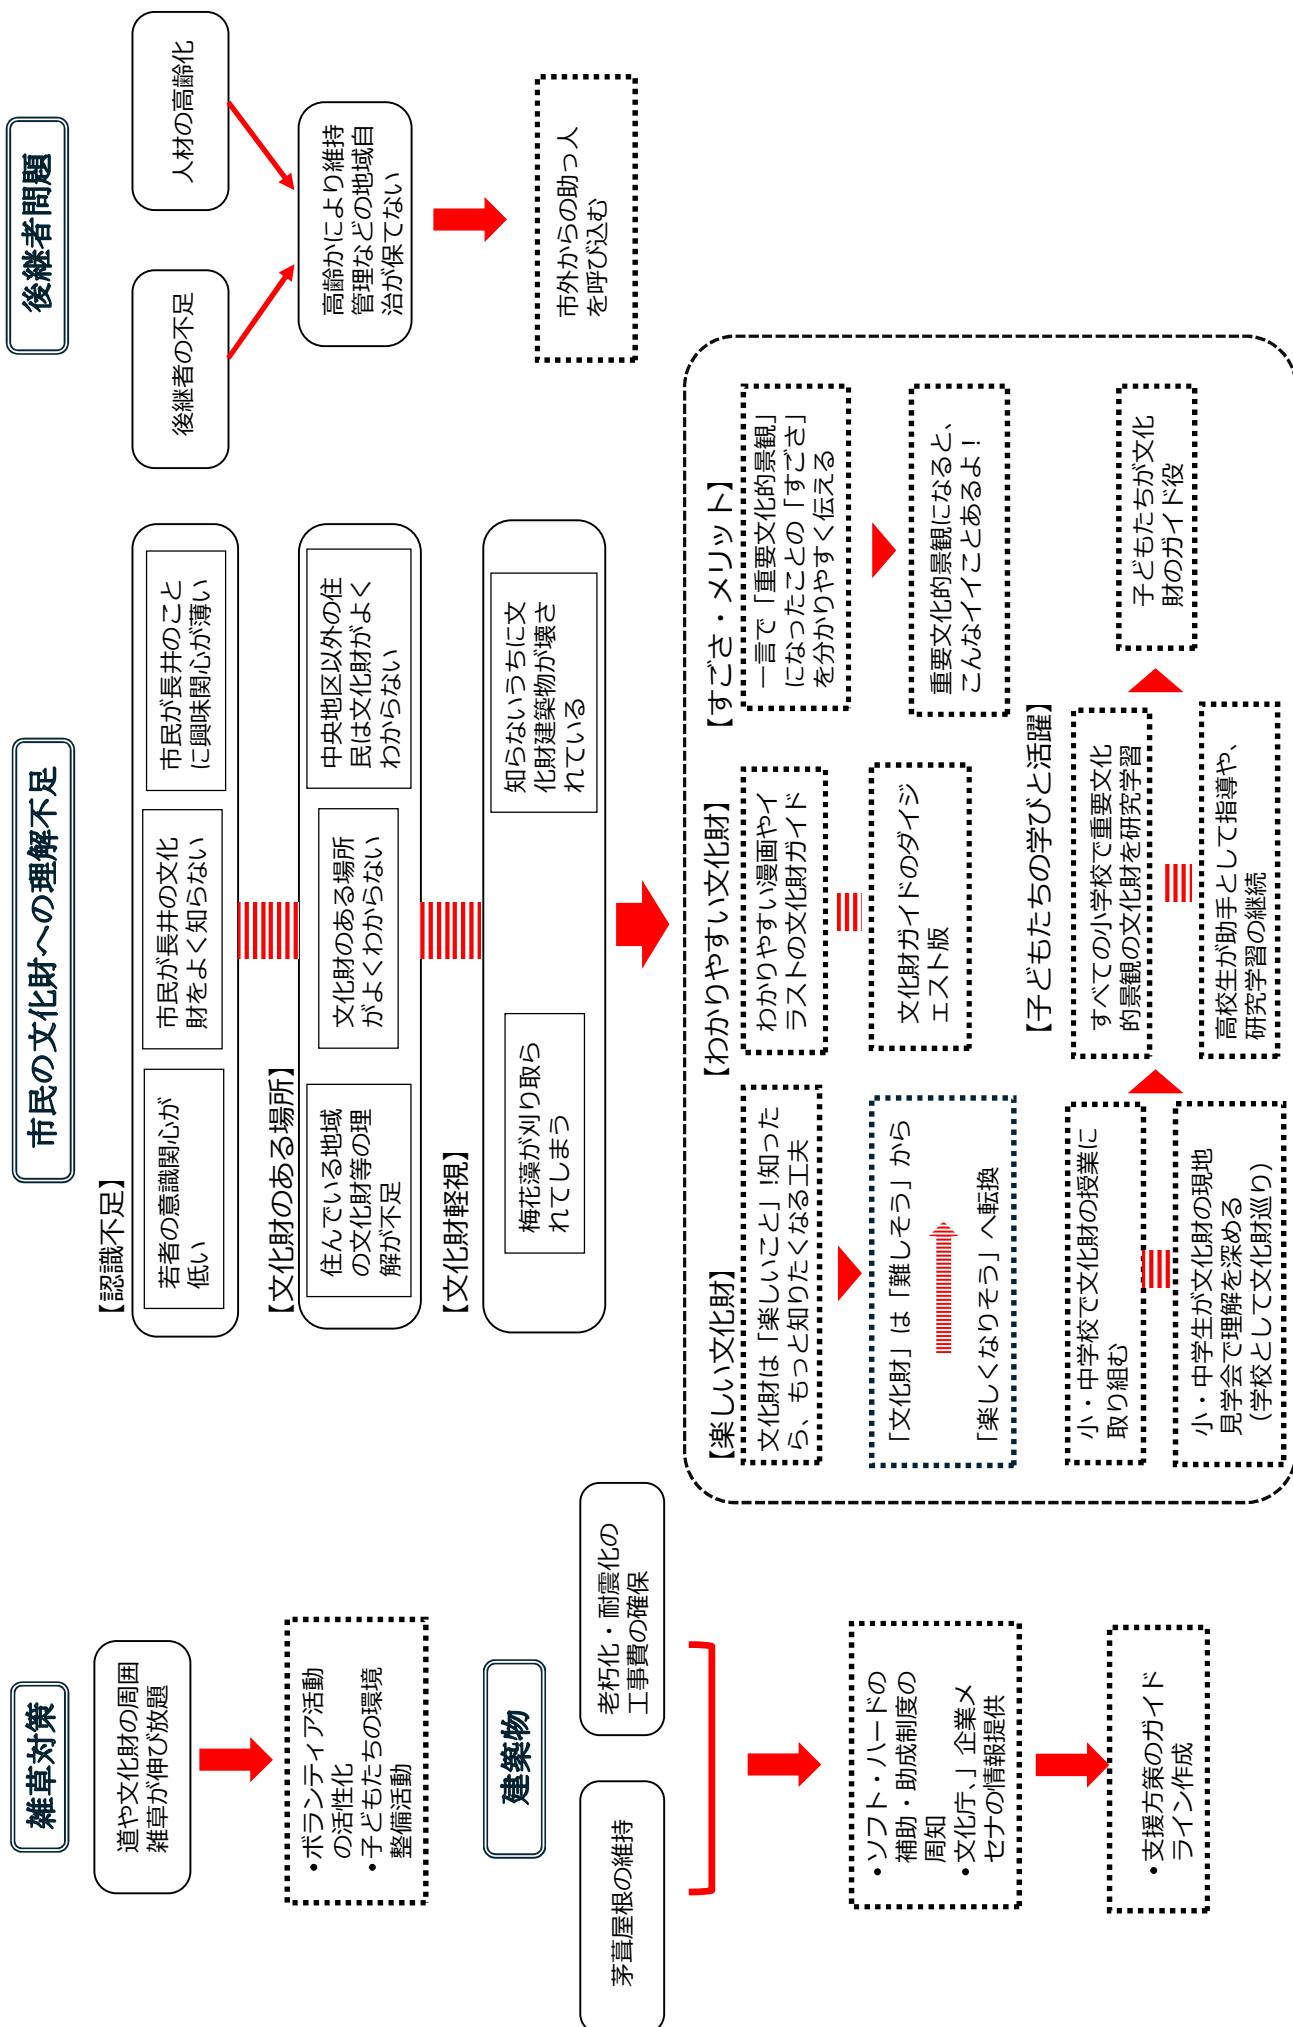 雑草対策
道や文化財の周囲
雑草が伸び放題
•ボランティア活動
の活性化
•子どもたちの環境
整備活動
建築物
茅葺屋根の維持
老朽化・耐震化の
工事費の確保
•ソフト・ハードの
補助・助成制度の
周知
•文化庁、」企業メ
セナの情報提供
•支援方策のガイド
ライン作成
市民の文化財への理解不足
【認識不足】
若者の意識関心が
低い
市民が長井の文化
財をよく知らない
市民が長井のこと
に興味関心が薄い
【文化財のある場所】
住んでいる地域
の文化財等の理
解が不足
文化財のある場所
がよくわからない
中央地区以外の住
民は文化財がよく
わからない
【文化財軽視】
梅花藻が刈り取ら
れてしまう
知らないうちに文
化財建築物が壊さ
れている
【楽しい文化財】
文化財は「楽しいこと」!知った
ら、もっと知りたくなる工夫
「文化財」は「難しそう」から
「楽しくなりそう」へ転換
【わかりやすい文化財】
わかりやすい漫画やイ
ラストの文化財ガイド
文化財ガイドのダイジ
ェスト版
【すごさ・メリット】
一言で「重要文化的景観」
になったことの「すごさ」
を分かりやすく伝える
重要文化的景観になると、
こんなイイことあるよ！
【子どもたちの学びと活躍】
小・中学校で文化財の授業に
取り組む
小・中学生が文化財の現地
見学会で理解を深める
（学校として文化財巡り）
すべての小学校で重要文化
的景観の文化財を研究学習
高校生が助手として指導や、
研究学習の継続
子どもたちが文化
財のガイド役
後継者問題
後継者の不足
人材の高齢化
高齢かにより維持
管理などの地域自
治が保てない
市外からの助っ人
を呼び込む